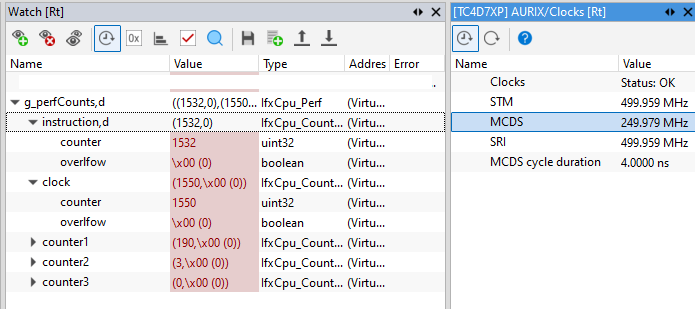 Watch [Rt]
Name Value Type Addres Error
g_perfCounts,d ((1532,0),(1550... IfxCpu_Perf (Virtu...
instruction,d (1532,0) IfxCpu_Count... (Virtu...
counter 1532 uint32 (Virtu...
overlfow \x00 (0) boolean (Virtu...
clock (1550,\x00 (0)) IfxCpu_Count... (Virtu...
counter 1550 uint32 (Virtu...
overlfow \x00 (0) boolean (Virtu...
counter1 (190,\x00 (0)) IfxCpu_Count... (Virtu...
counter2 (3,\x00 (0)) IfxCpu_Count... (Virtu...
counter3 (0,\x00 (0)) IfxCpu_Count... (Virtu...
[TC4D7XP] AURIX/Clocks [Rt]
Name Value
Clocks Status: OK
STM 499.959 MHz
MCDS 249.979 MHz
SRI 499.959 MHz
MCDS cycle duration 4.0000 ns